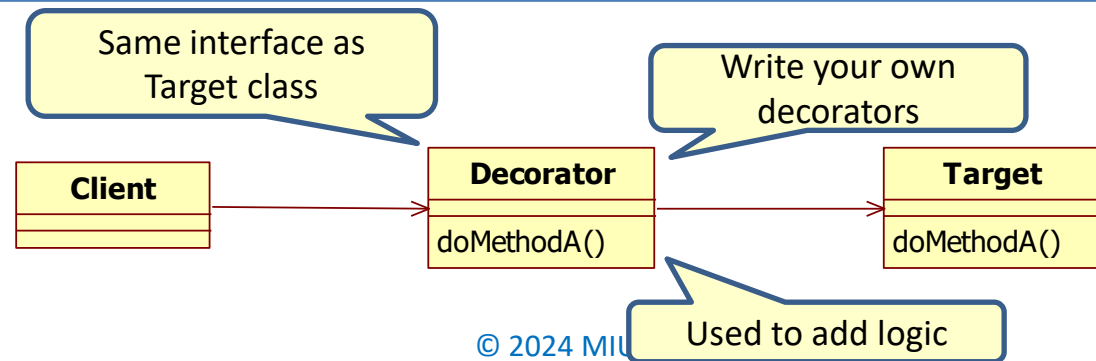 Same interface as
Target class
Write your own
decorators
Client
Decorator
doMethodA()
Target
doMethodA()
© 2024 MIU
Used to add logic